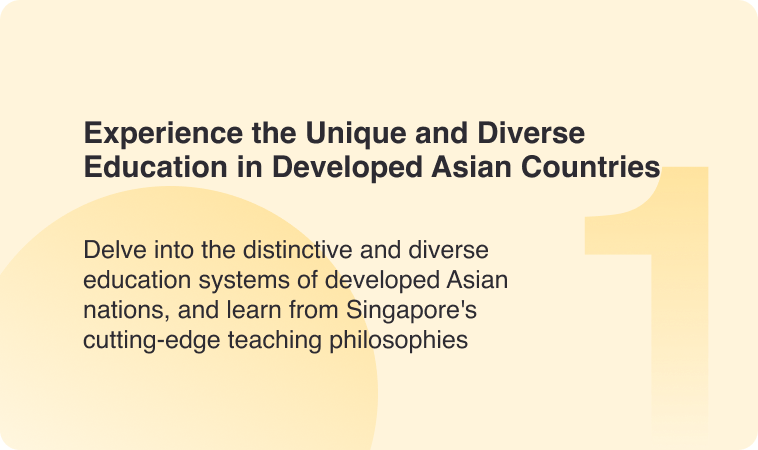 Experience the Unique and Diverse
Education in Developed Asian Countries
Delve into the distinctive and diverse
education systems of developed Asian
nations, and learn from Singapore's
cutting-edge teaching philosophies
1